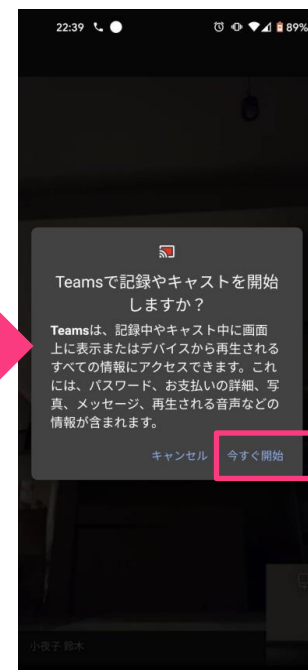 22:39 89%
Teamsで記録やキャストを開始
しますか？
Teamsは、記録中やキャスト中に画面
上に表示またはデバイスから再生される
すべての情報にアクセスできます。これ
には、パスワード、お支払いの詳細、写
真、メッセージ、再生される音声などの
情報が含まれます。
キャンセル 今すぐ開始
小夜子 鈴木